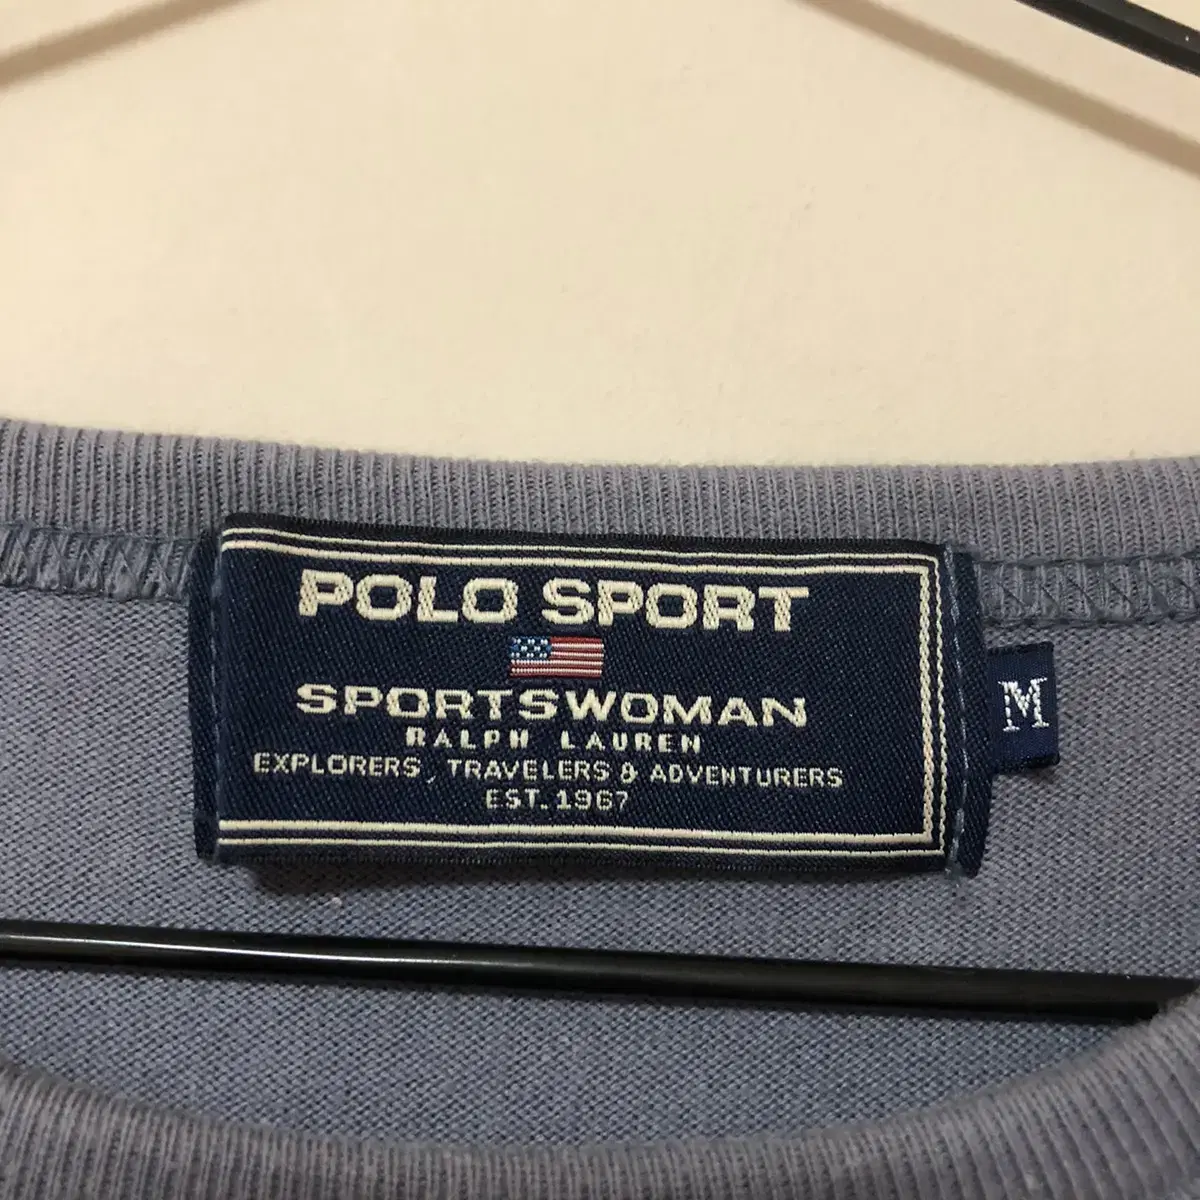 POLO SPORT
SPORTSWOMAN
RALPH LAUREN
EXPLORERS, TRAVELERS & ADVENTURERS
EST. 1967
M